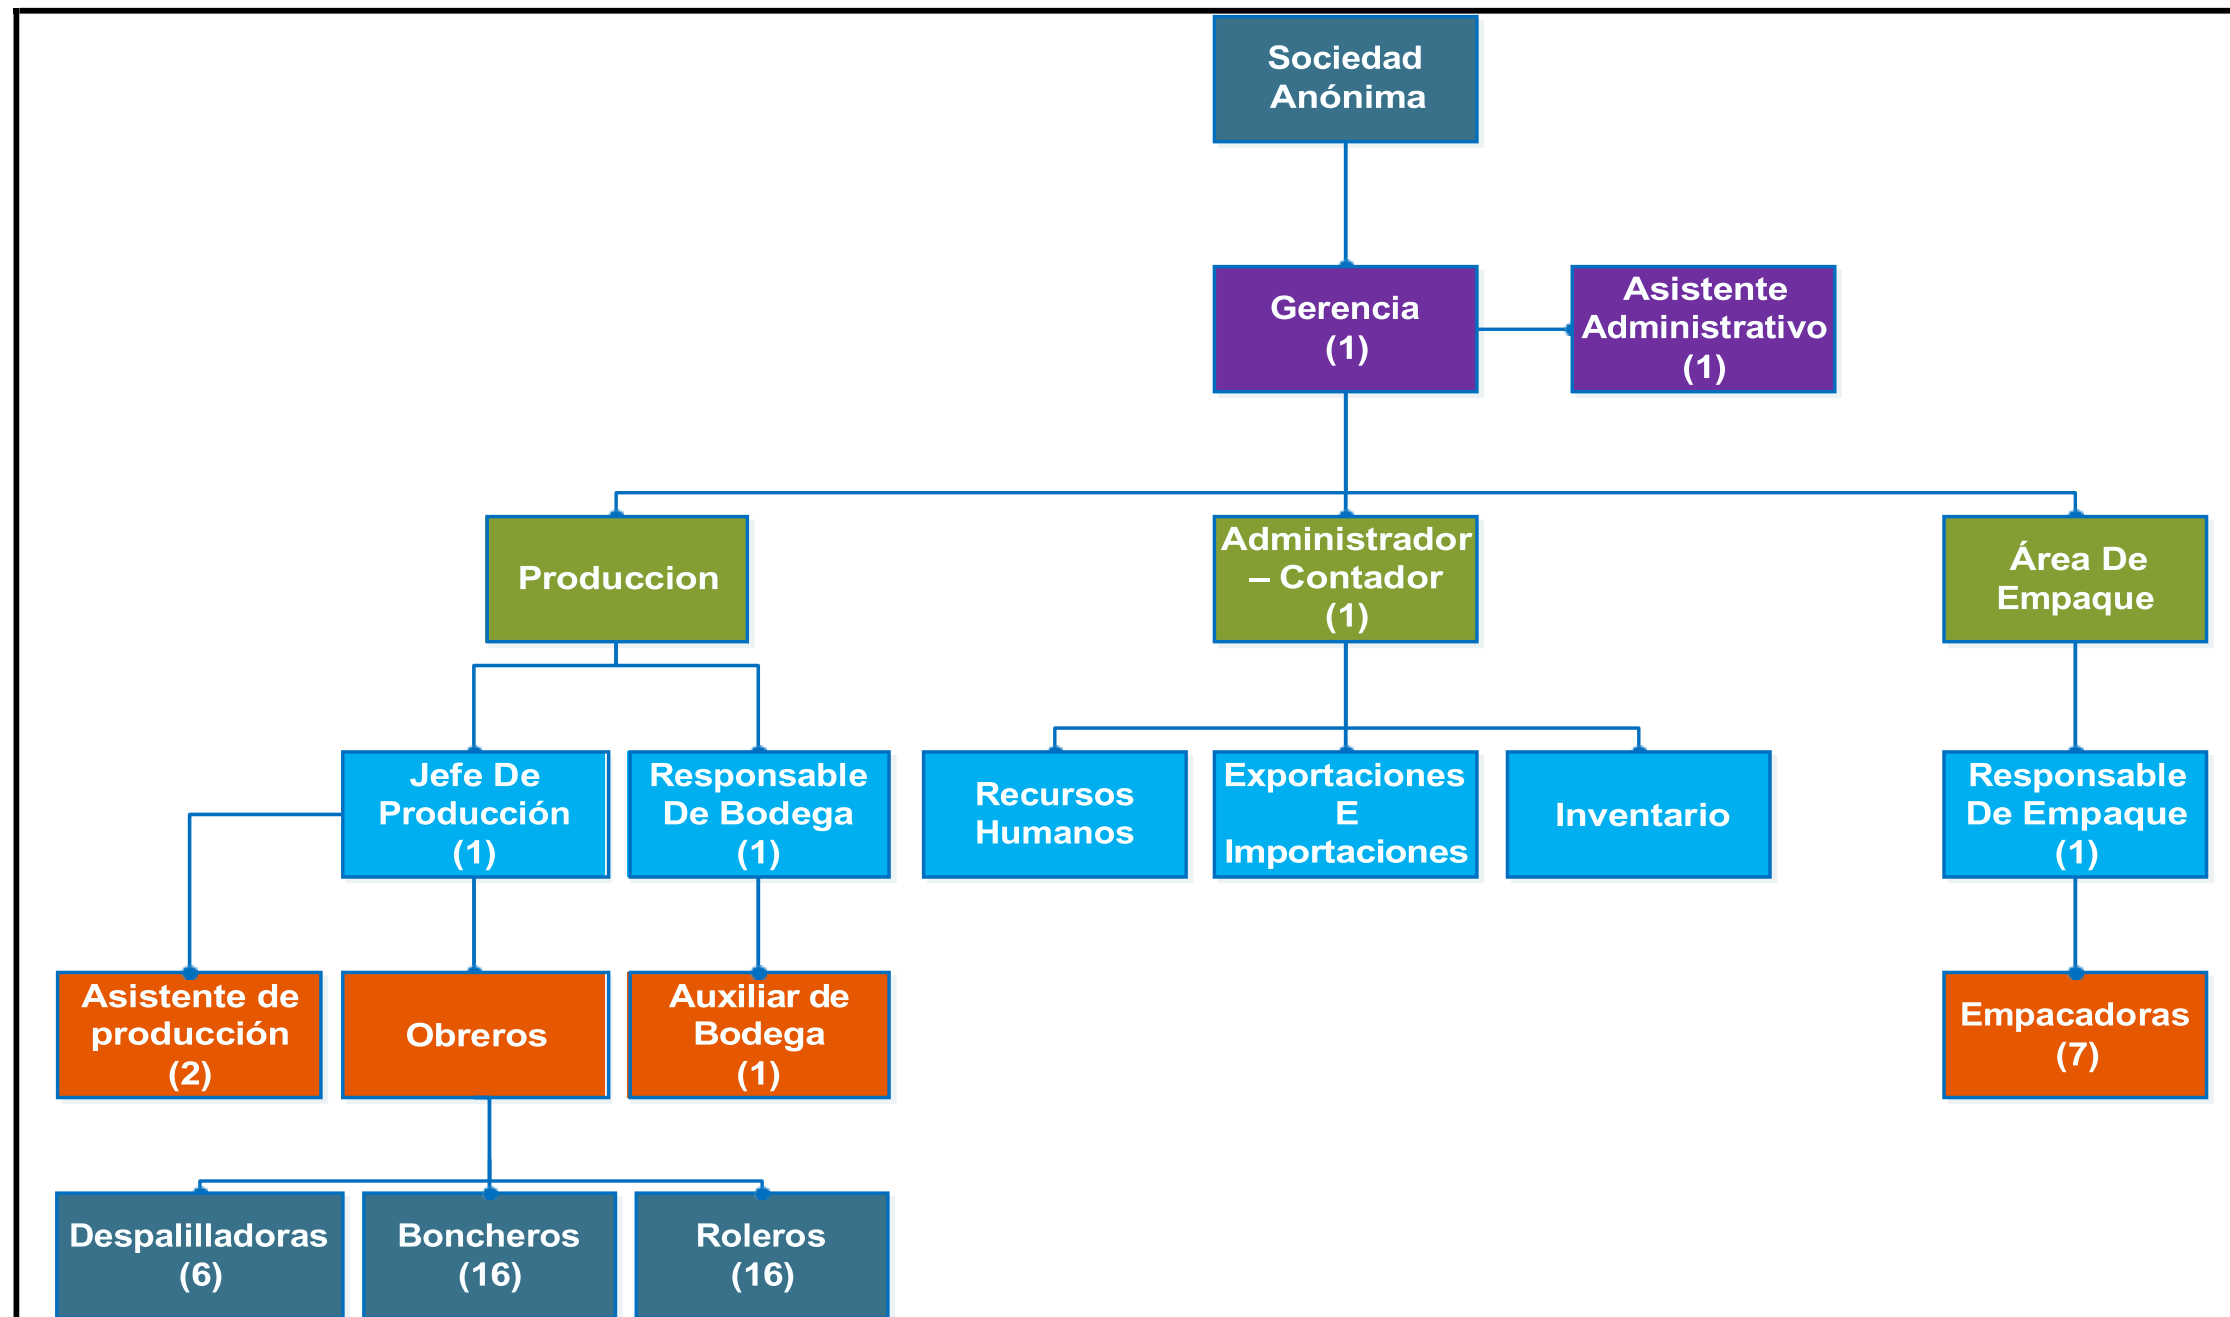 Sociedad
Anónima
Gerencia
(1)
Asistente
Administrativo
(1)
Produccion
Administrador
– Contador
(1)
Área De
Empaque
Jefe De
Producción
(1)
Responsable
De Bodega
(1)
Recursos
Humanos
Exportaciones
E
Importaciones
Inventario
Responsable
De Empaque
(1)
Asistente de
producción
(2)
Obreros
Auxiliar de
Bodega
(1)
Empacadoras
(7)
Despalilladoras
(6)
Boncheros
(16)
Roleros
(16)